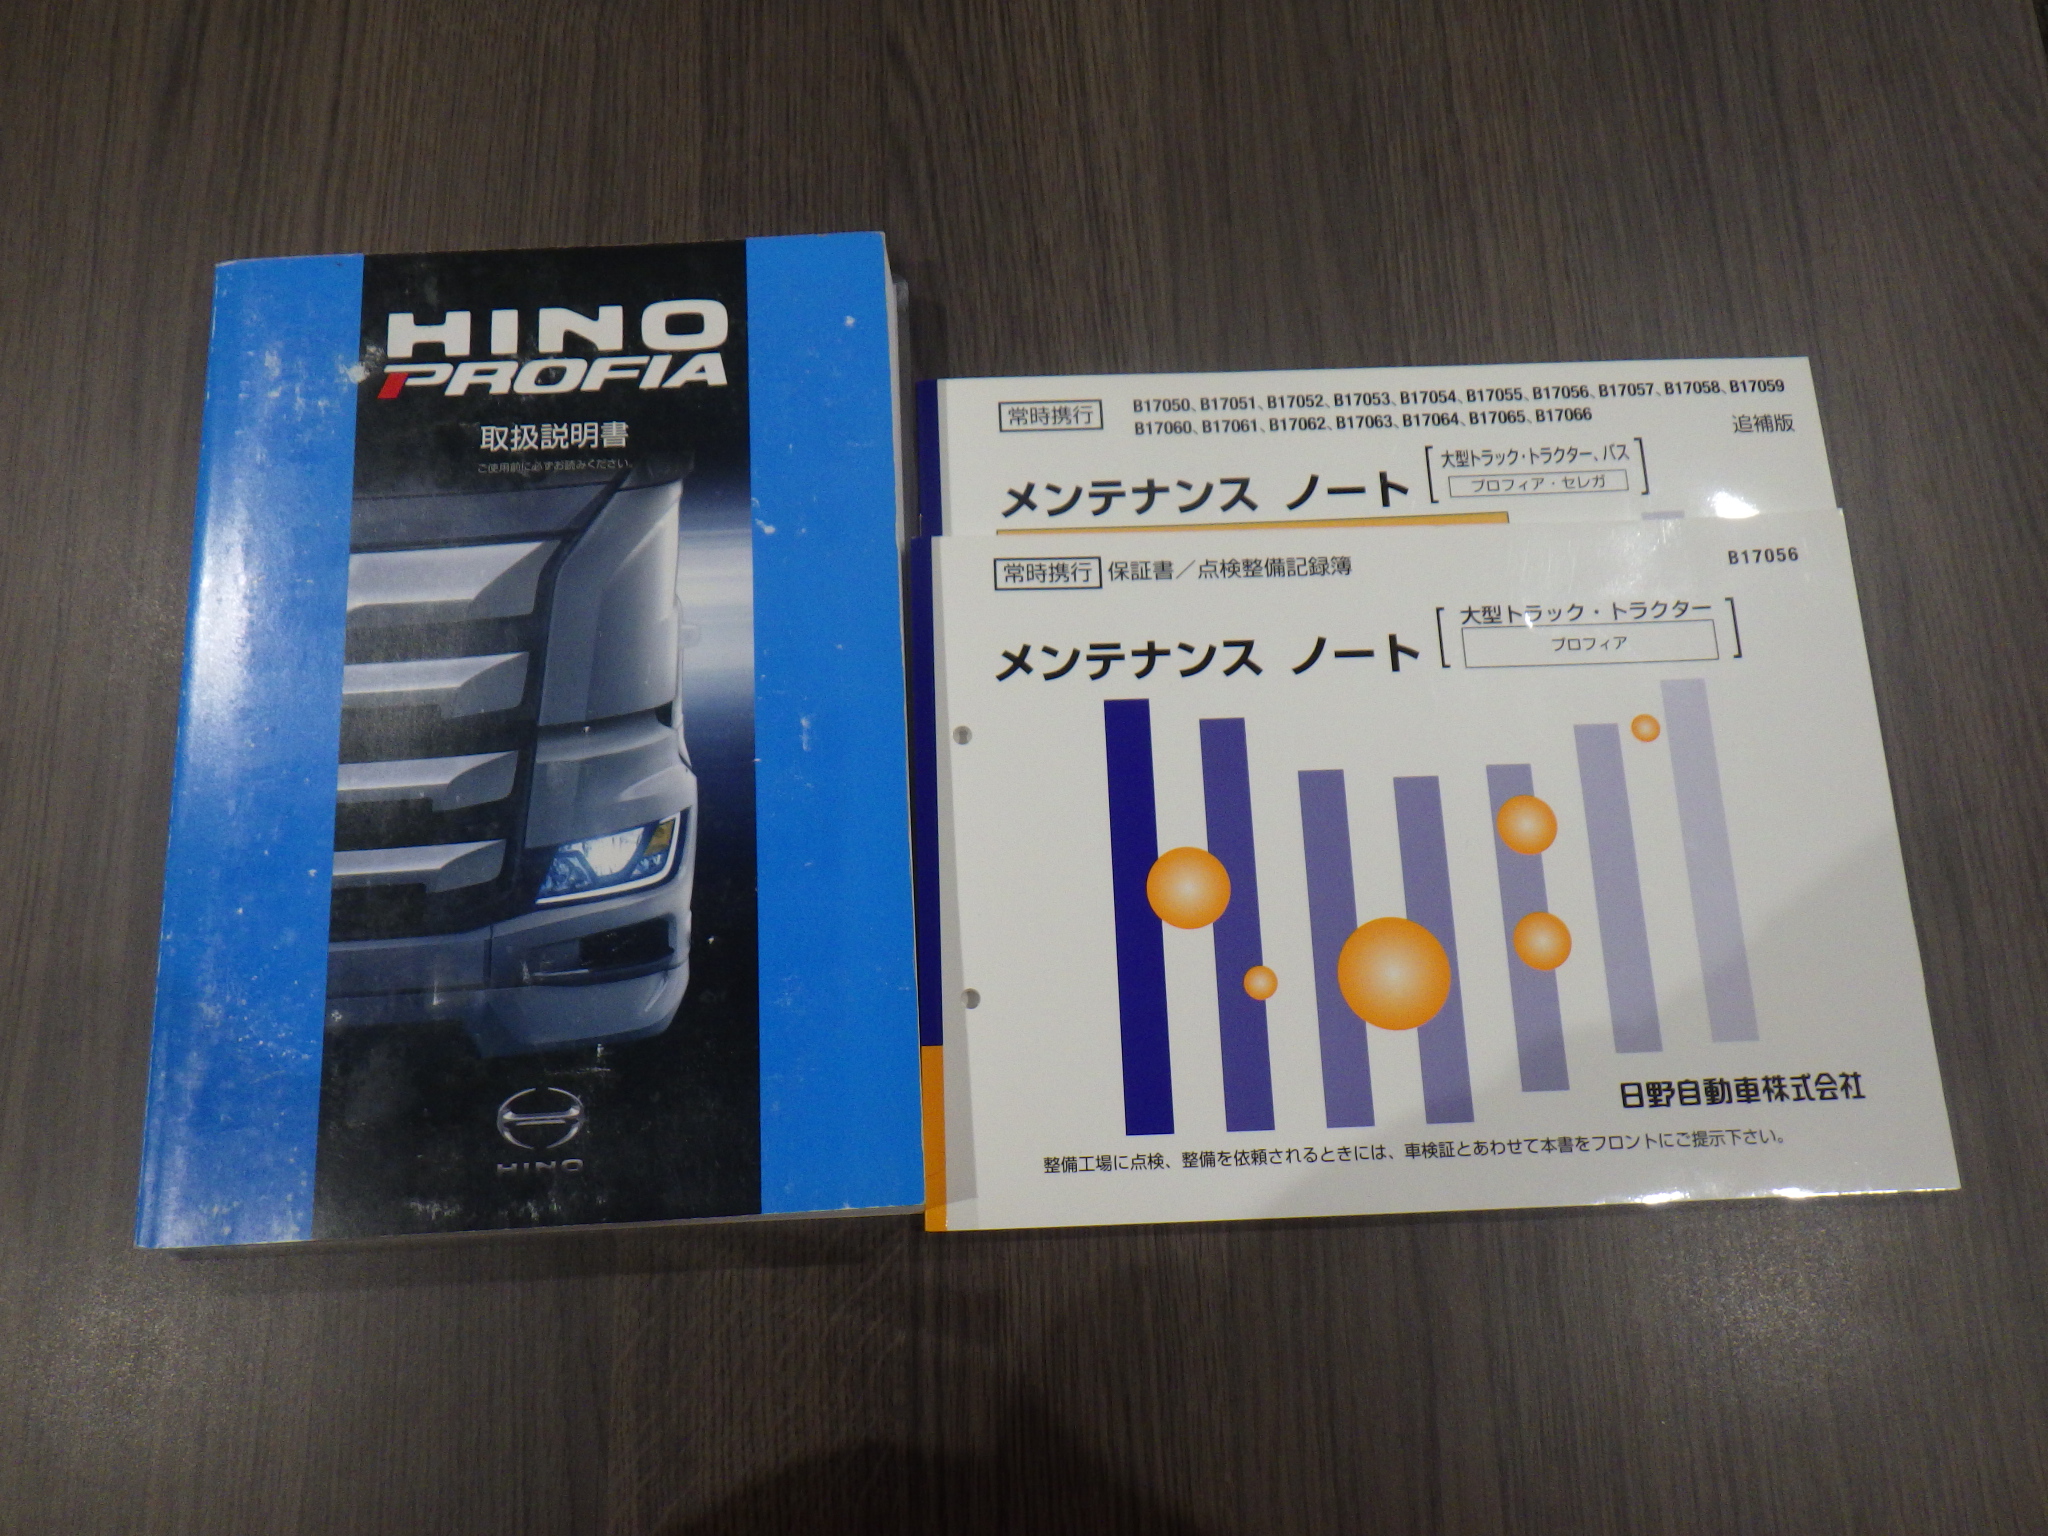 HINO
PROFIA
取扱説明書
ご使用前に必ずお読みください。
HINO
常時携行
B17050、B17051、B17052、B17053、B17054、B17055、B17056、B17057、B17058、B17059
B17060、B17061、B17062、B17063、B17064、B17065、B17066
追補版
メンテナンス ノート
大型トラック・トラクター、バス
プロフィア・セレガ
常時携行 保証書／点検整備記録簿
B17056
メンテナンス ノート
大型トラック・トラクター
プロフィア
日野自動車株式会社
整備工場に点検、整備を依頼されるときには、車検証とあわせて本書をフロントにご提示下さい。